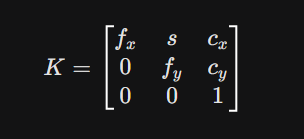 K = [ f_x s c_x
0 f_y c_y
0 0 1 ]